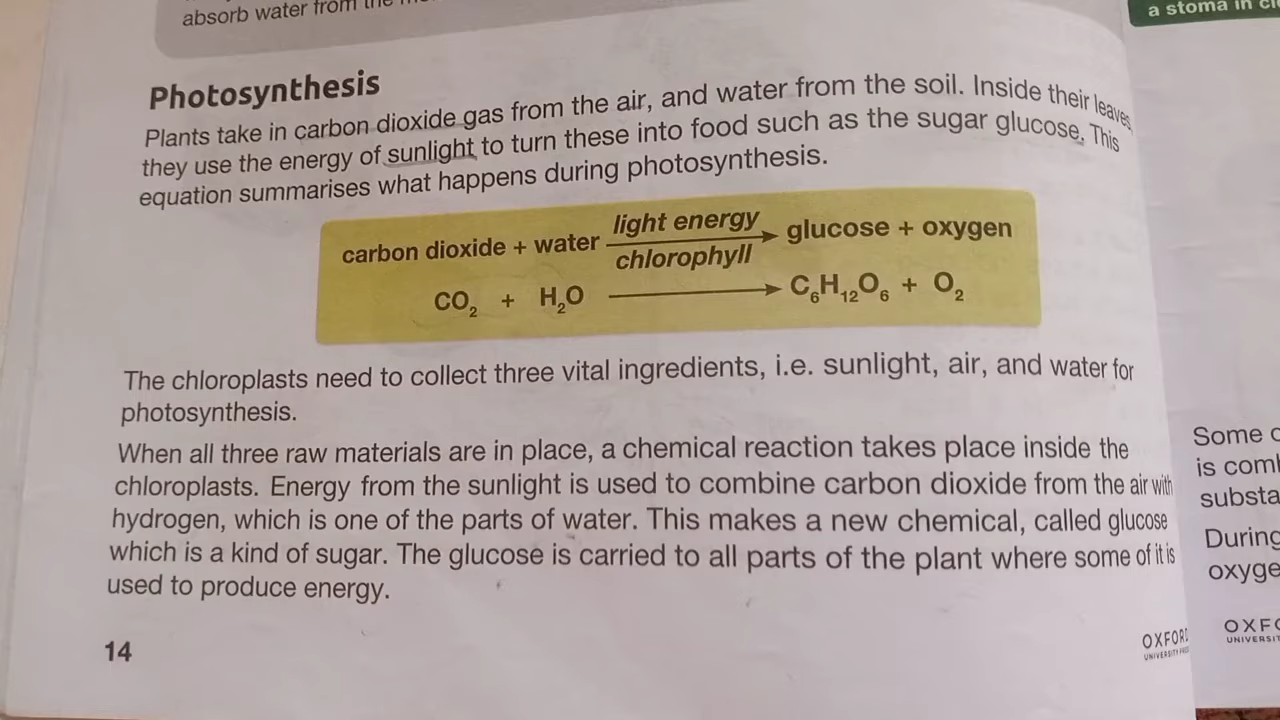 absorb water from the
a stoma in
Photosynthesis
Plants take in carbon dioxide gas from the air, and water from the soil. Inside their leaves,
they use the energy of sunlight to turn these into food such as the sugar glucose. This
equation summarises what happens during photosynthesis.
carbon dioxide + water light energy chlorophyll → glucose + oxygen
CO₂ + H₂O → C₆H₁₂O₆ + O₂
The chloroplasts need to collect three vital ingredients, i.e. sunlight, air, and water for
photosynthesis.
When all three raw materials are in place, a chemical reaction takes place inside the
chloroplasts. Energy from the sunlight is used to combine carbon dioxide from the air with
hydrogen, which is one of the parts of water. This makes a new chemical, called glucose
which is a kind of sugar. The glucose is carried to all parts of the plant where some of it is
used to produce energy.
14
OXFORD
UNIVERSITY PRESS
Some
is
During